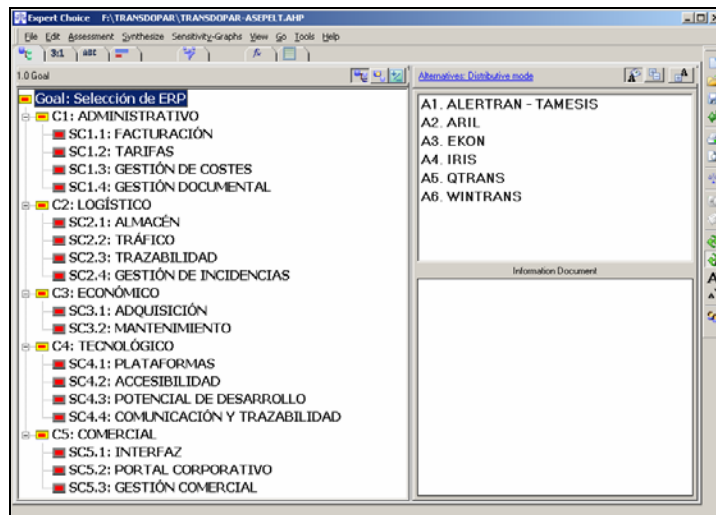 Expert Choice F:\TRANSDOPAR\TRANSDOPAR-ASEPELT.AHP
File Edit Assessment Synthesize Sensitivity-Graphs View Go Tools Help
3:1 ABC
1.0 Goal
Alternatives: Distributive mode
Goal: Selección de ERP
C1: ADMINISTRATIVO
SC1.1: FACTURACIÓN
SC1.2: TARIFAS
SC1.3: GESTIÓN DE COSTES
SC1.4: GESTIÓN DOCUMENTAL
C2: LOGÍSTICO
SC2.1: ALMACÉN
SC2.2: TRÁFICO
SC2.3: TRAZABILIDAD
SC2.4: GESTIÓN DE INCIDENCIAS
C3: ECONÓMICO
SC3.1: ADQUISICIÓN
SC3.2: MANTENIMIENTO
C4: TECNOLÓGICO
SC4.1: PLATAFORMAS
SC4.2: ACCESIBILIDAD
SC4.3: POTENCIAL DE DESARROLLO
SC4.4: COMUNICACIÓN Y TRAZABILIDAD
C5: COMERCIAL
SC5.1: INTERFAZ
SC5.2: PORTAL CORPORATIVO
SC5.3: GESTIÓN COMERCIAL
A1. ALERTRAN - TAMESIS
A2. ARIL
A3. EKON
A4. IRIS
A5. QTRANS
A6. WINTRANS
Information Document